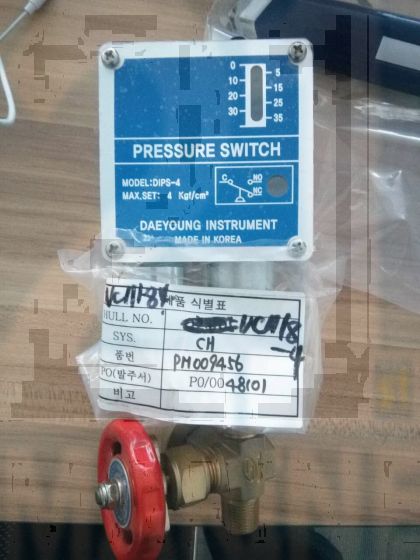 0
5
10
15
20
25
30
35
PRESSURE SWITCH
MODEL:DIPS-4
MAX.SET: 4 Kgf/cm²
C NO
NC
DAEYOUNG INSTRUMENT
MADE IN KOREA
제품 식별표
HULL NO.
SYS. CH
품번 PM009456
PO(발주서) PO/0048101
비고